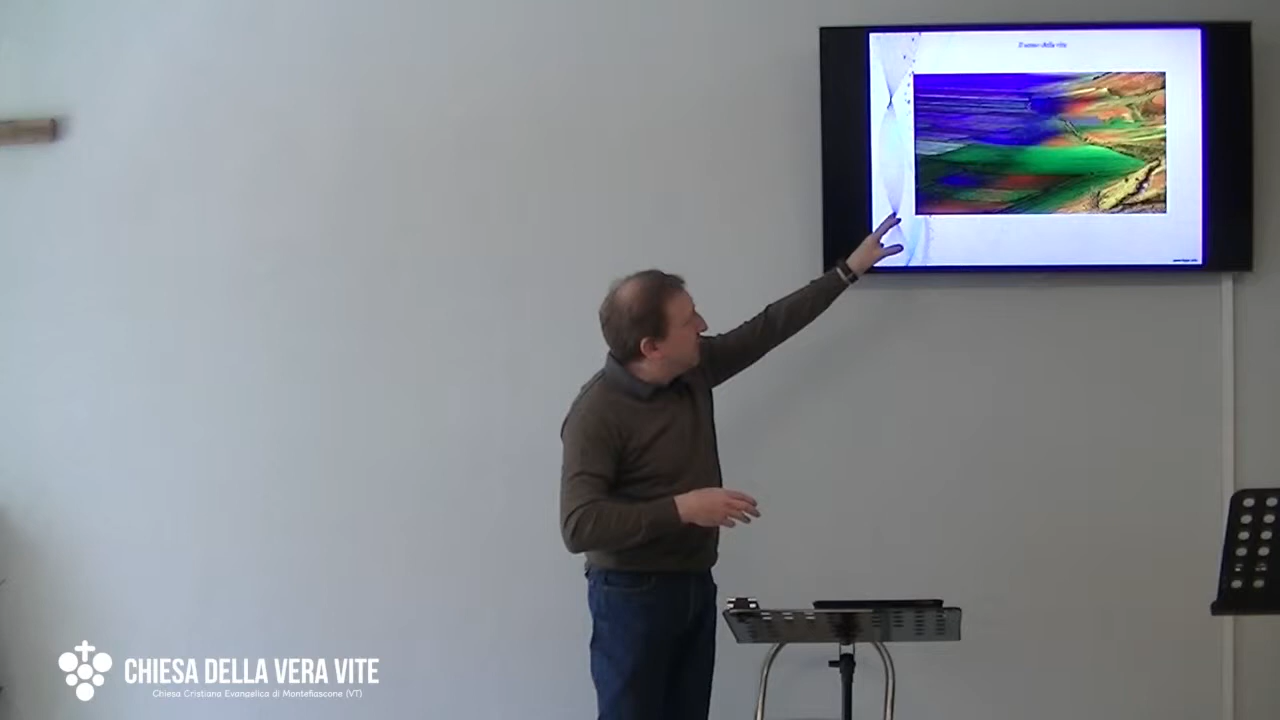 CHIESA DELLA VERA VITE
Chiesa Cristiana Evangelica di Montefiascone (VT)